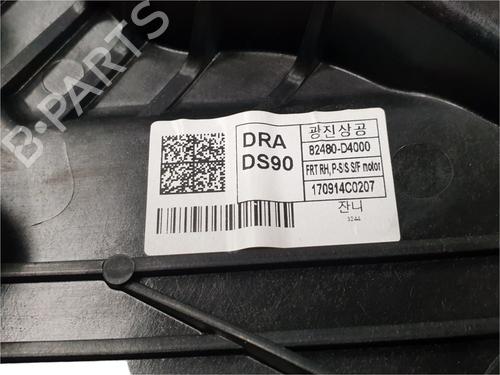 B-PARTS
DRA
DS90
광진상공
82480-D4000
FRT RH, P-S/S S/F motor
170914C0207
잔니
3244